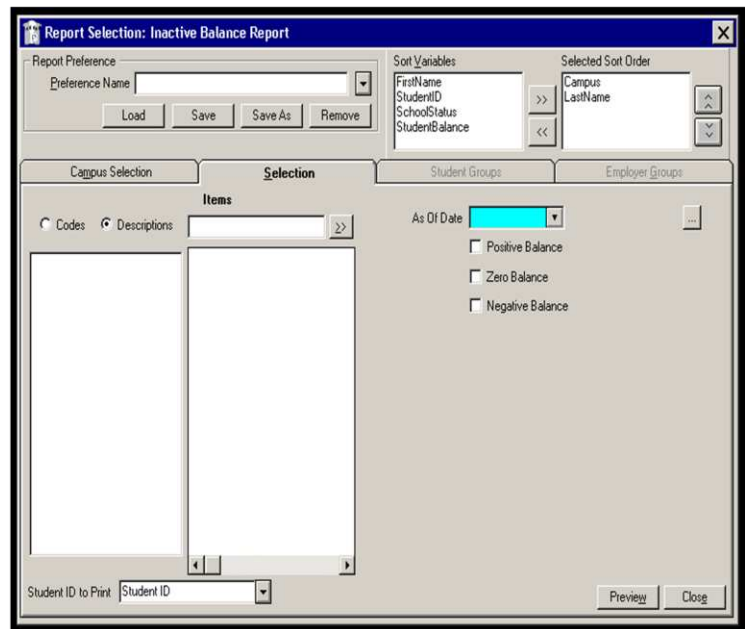 Report Selection: Inactive Balance Report
Report Preference
Preference Name
Load Save Save As Remove
Sort Variables
FirstName
StudentID
SchoolStatus
StudentBalance
>>
<<
Selected Sort Order
Campus
LastName
Campus Selection Selection Student Groups Employer Groups
Items
Codes Descriptions >>
As Of Date ...
Positive Balance
Zero Balance
Negative Balance
Student ID to Print Student ID
Preview Close